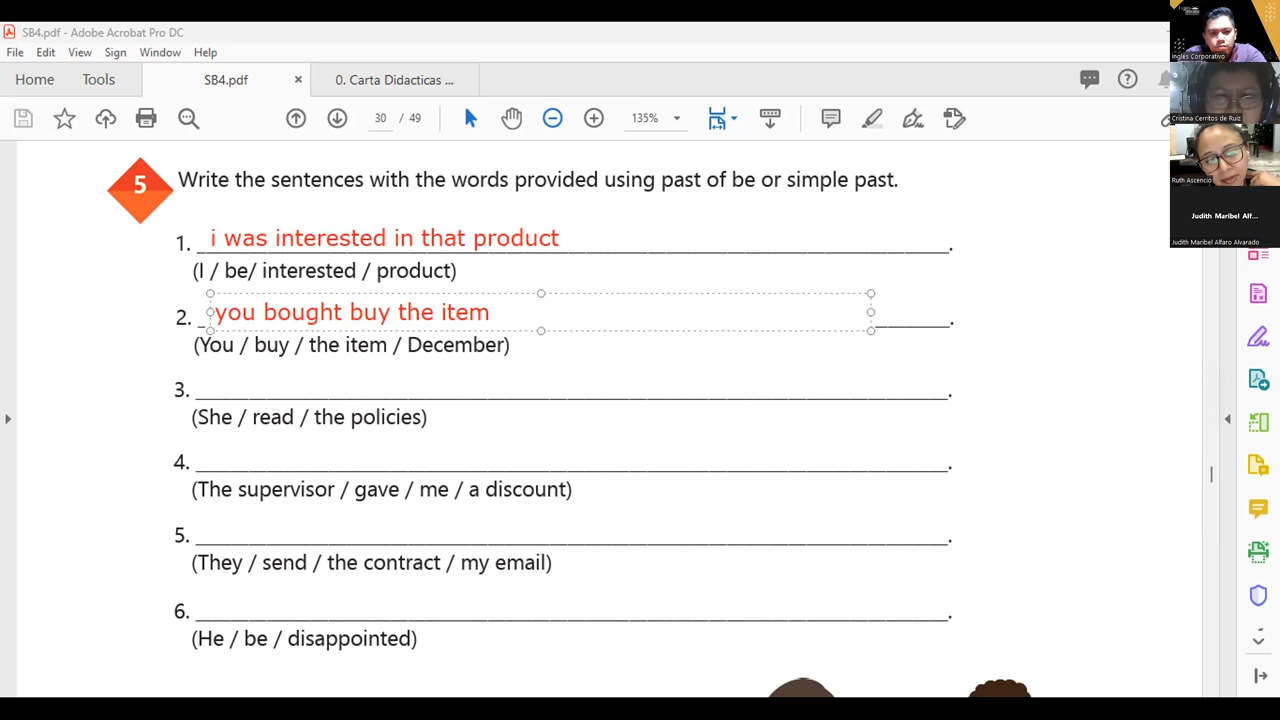 SB4.pdf - Adobe Acrobat Pro DC
File Edit View Window Sign Help
Home Tools SB4.pdf × 0. Carta Didacticas ...
30 / 49 135%
5 Write the sentences with the words provided using past of be or simple past.
1. i was interested in that product.
(I / be/ interested / product)
2. you bought buy the item.
(You / buy / the item / December)
3.
(She / read / the policies)
4.
(The supervisor / gave / me / a discount)
5.
(They / send / the contract / my email)
6.
(He / be / disappointed)
Inglés Corporativo
Cristina Cerritos de Ruiz
Ruth Ascencio
Judith Maribel Alf...
Judith Maribel Alfaro Alvarado